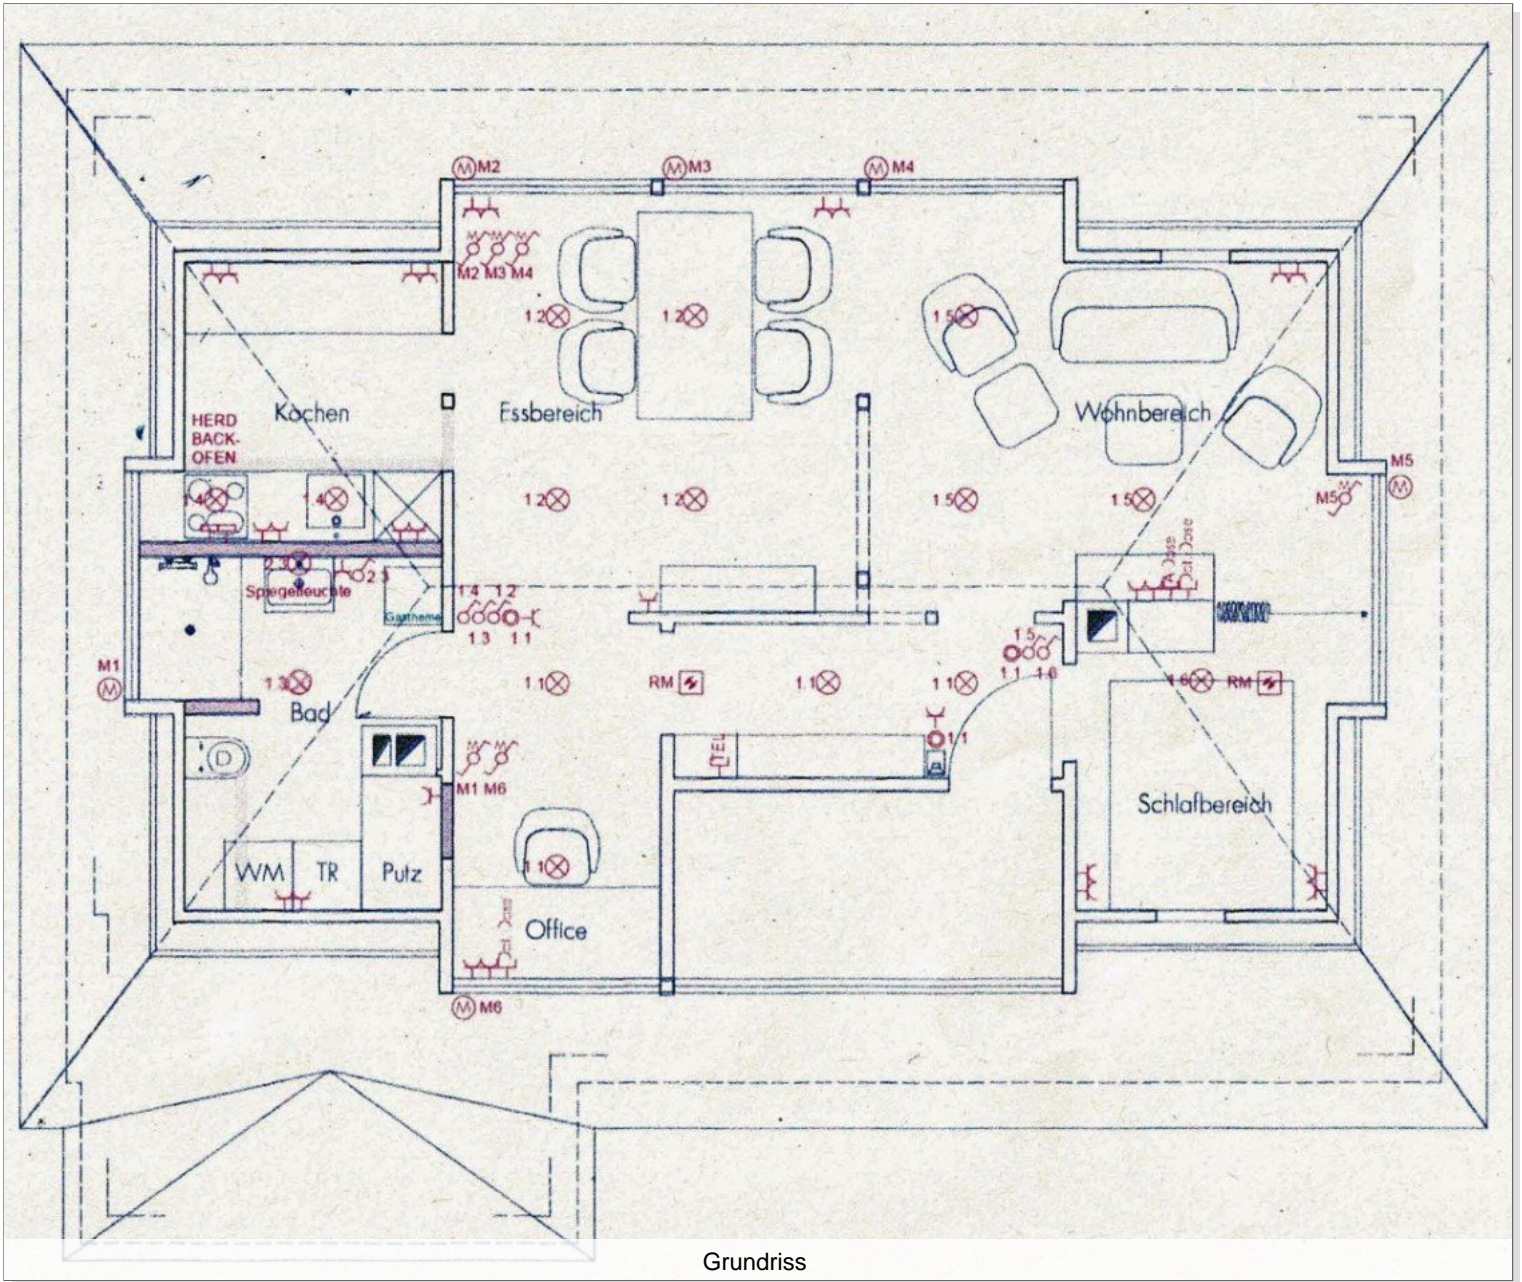 M2 M3 M4
M2 M3 M4
1 2 1 2 1 5
Kochen Essbereich Wohnbereich
HERD
BACK-
OFEN
M5
M5
1 4 1 4 1 2 1 2 1 5 1 5
2 3
2 3
Spiegelleuchte
Gastherme
1 4 1 2
1 3 1 1
1 5
1 1 1 6
M1
1 3 1 1 RM 1 1 1 1 1 6 RM
Bad
TEL
1 1
M1 M6
Schlafbereich
1 1
WM TR Putz
Office
M6
Grundriss